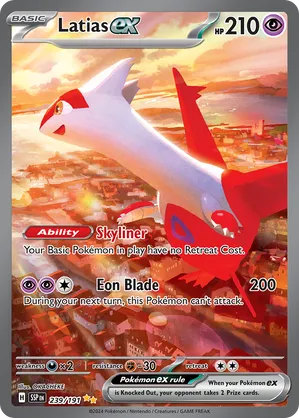 BASIC
Latias ex HP 210
Ability Skyliner
Your Basic Pokémon in play have no Retreat Cost.
Eon Blade 200
During your next turn, this Pokémon can't attack.
weakness ×2 resistance -30 retreat
Pokémon ex rule When your Pokémon ex
is Knocked Out, your opponent takes 2 Prize cards.
H SSP EN 239/191
©2024 Pokémon / Nintendo / Creatures / GAME FREAK